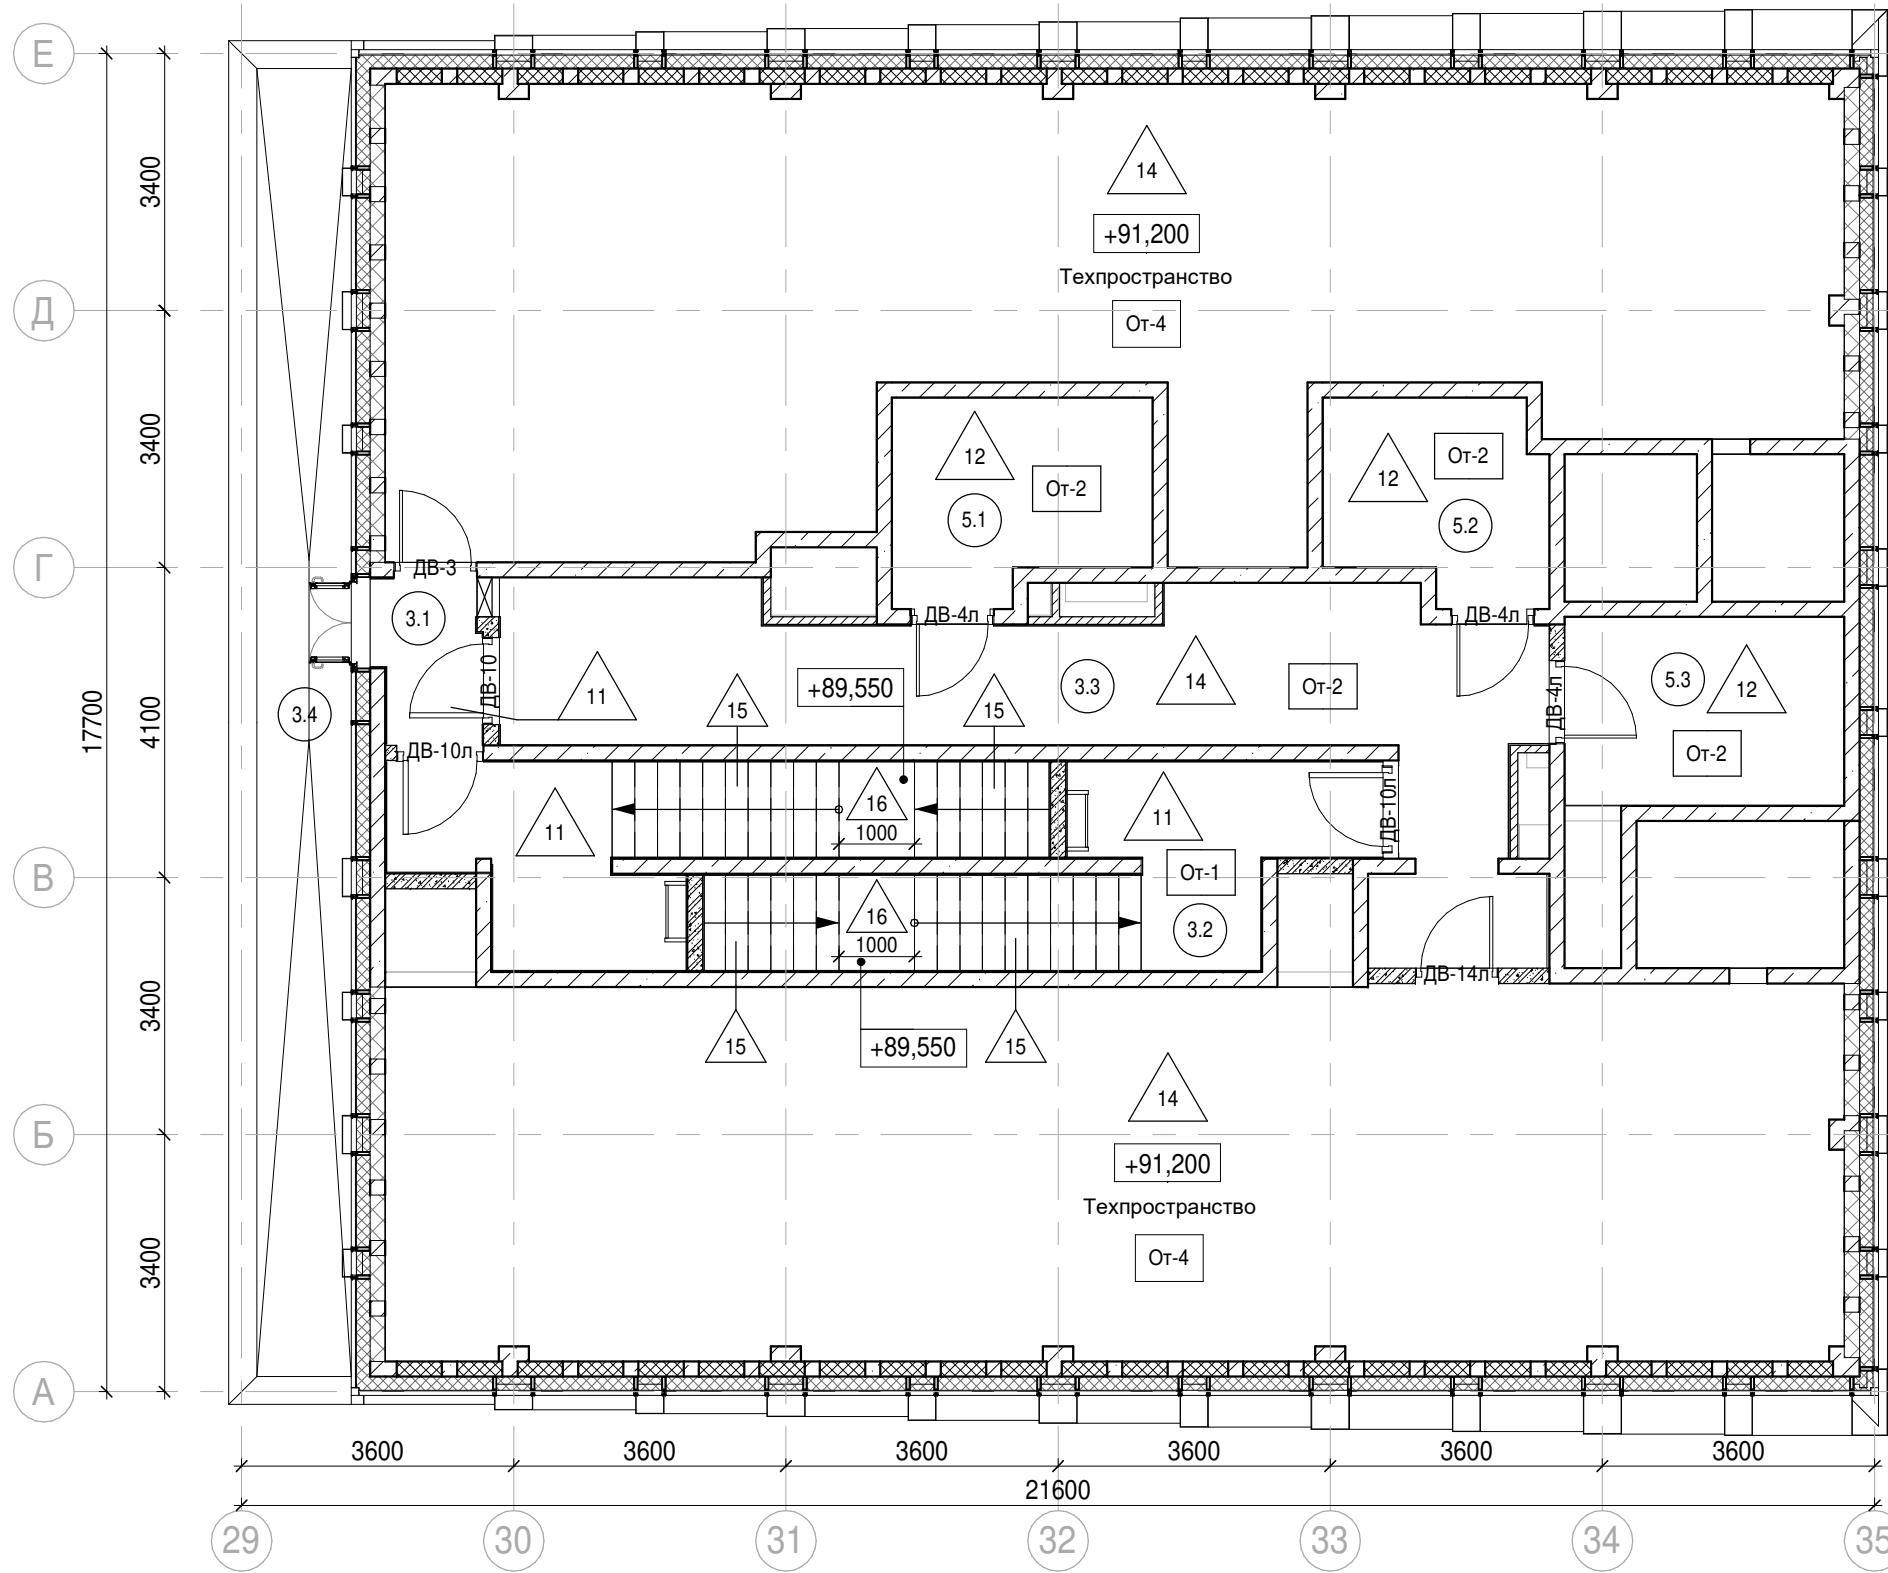 Е
3400
14
+91,200
Техпространство
От-4
Д
3400
12
От-2
5.1
12
От-2
5.2
Г
ДВ-3
3.1
ДВ-4л
ДВ-4л
ДВ-10
11
15
+89,550
15
3.3
14
От-2
ДВ-4л
5.3
12
От-2
3.4
17700
4100
ДВ-10л
11
16
1000
11
ДВ-10л
В
От-1
16
1000
3.2
ДВ-14л
3400
15
+89,550
15
14
Б
+91,200
Техпространство
От-4
3400
А
3600
3600
3600
3600
3600
3600
21600
29
30
31
32
33
34
35